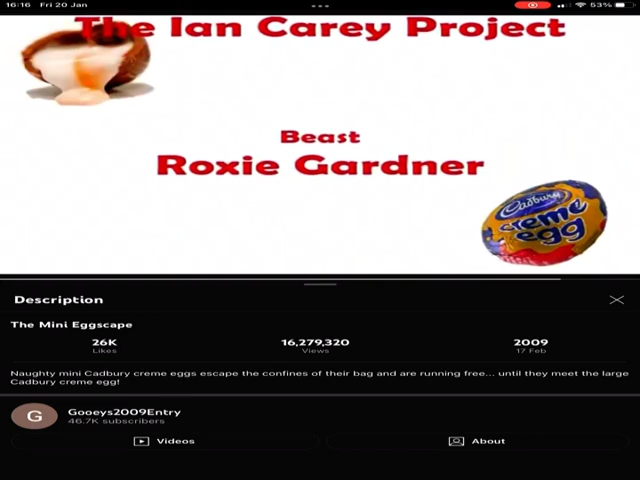 16:16 Fri 20 Jan
53%
The Ian Carey Project
Beast
Roxie Gardner
Cadbury
creme
egg
Description
The Mini Eggscape
26K 16,279,320 2009
Likes Views 17 Feb
Naughty mini Cadbury creme eggs escape the confines of their bag and are running free... until they meet the large
Cadbury creme egg!
G
Gooeys2009Entry
46.7K subscribers
Videos About